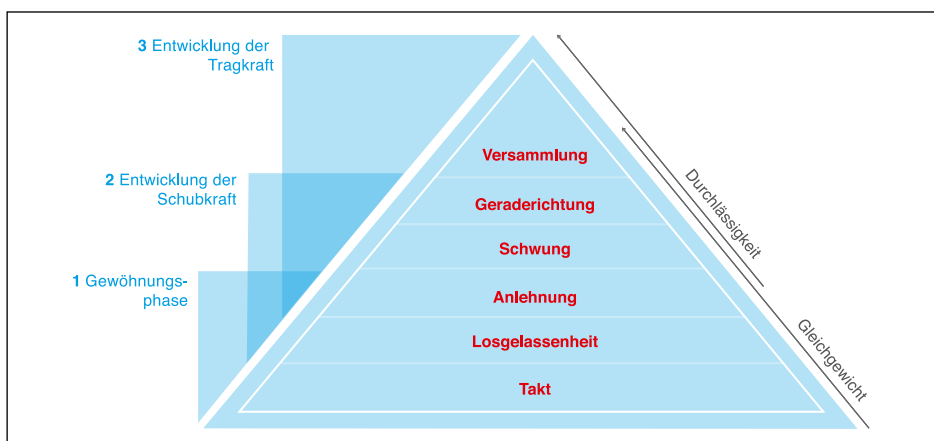 3 Entwicklung der
Tragkraft
2 Entwicklung der
Schubkraft
1 Gewöhnungs-
phase
Versammlung
Geraderichtung
Schwung
Anlehnung
Losgelassenheit
Takt
Durchlässigkeit
Gleichgewicht